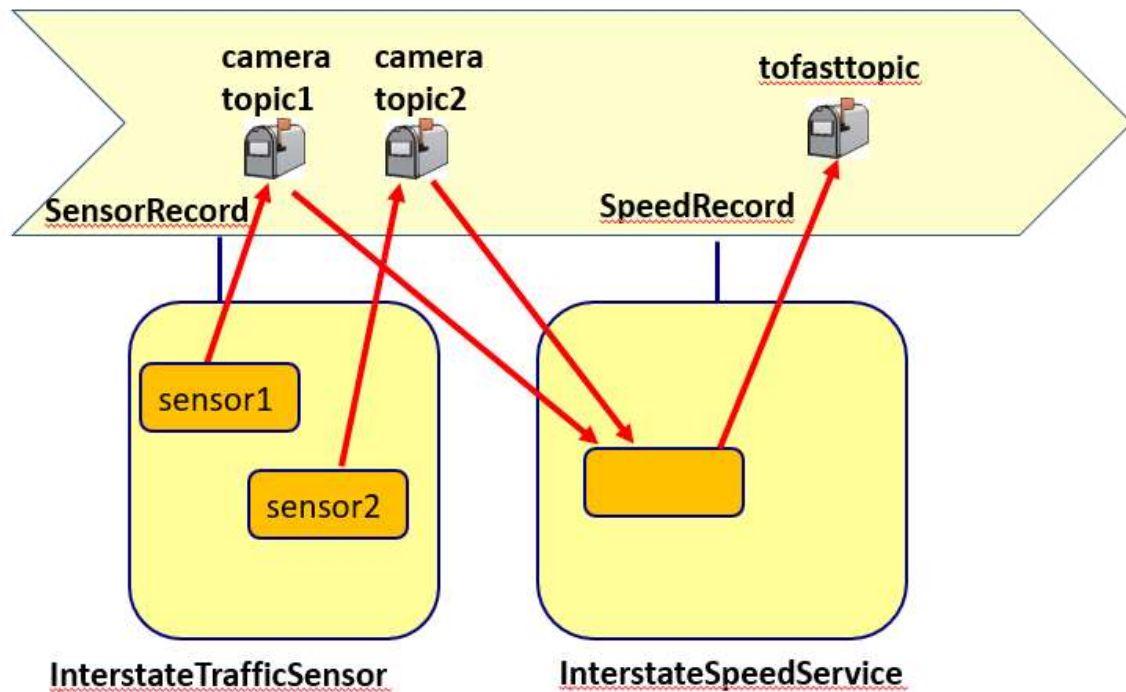 camera
topic1
camera
topic2
tofasttopic
SensorRecord
SpeedRecord
sensor1
sensor2
InterstateTrafficSensor
InterstateSpeedService